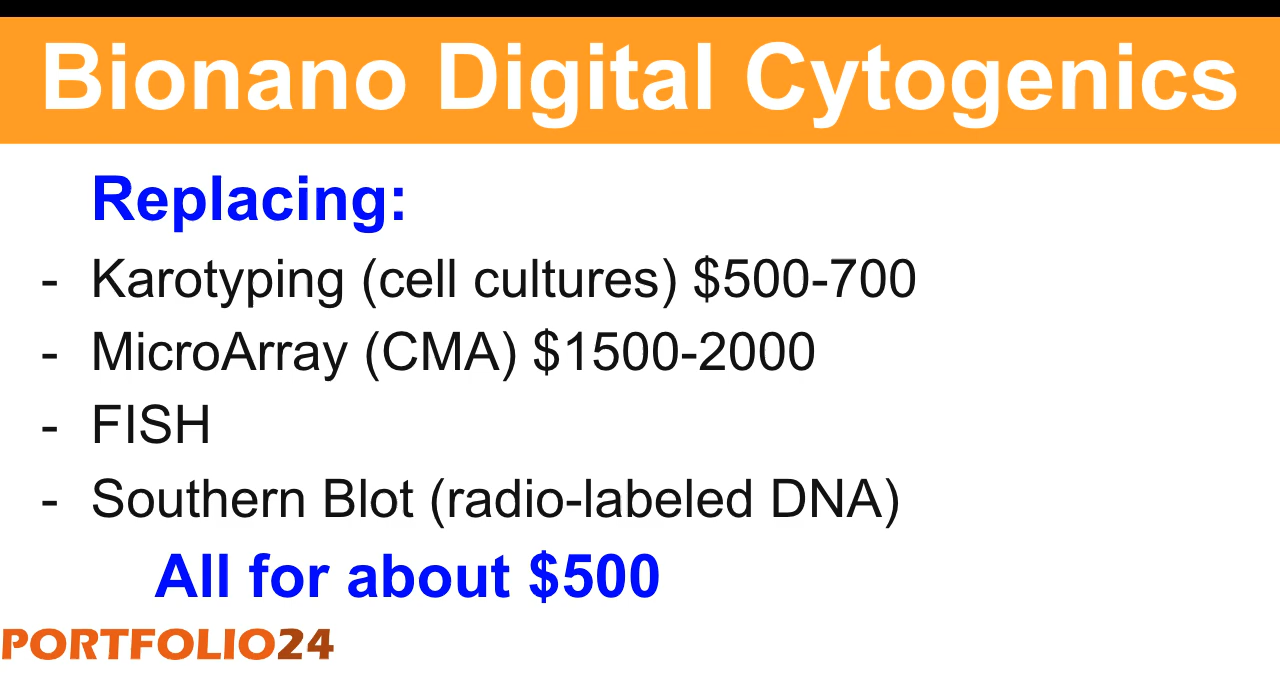 Bionano Digital Cytogenics
Replacing:
- Karotyping (cell cultures) $500-700
- MicroArray (CMA) $1500-2000
- FISH
- Southern Blot (radio-labeled DNA)
All for about $500
PORTFOLIO24